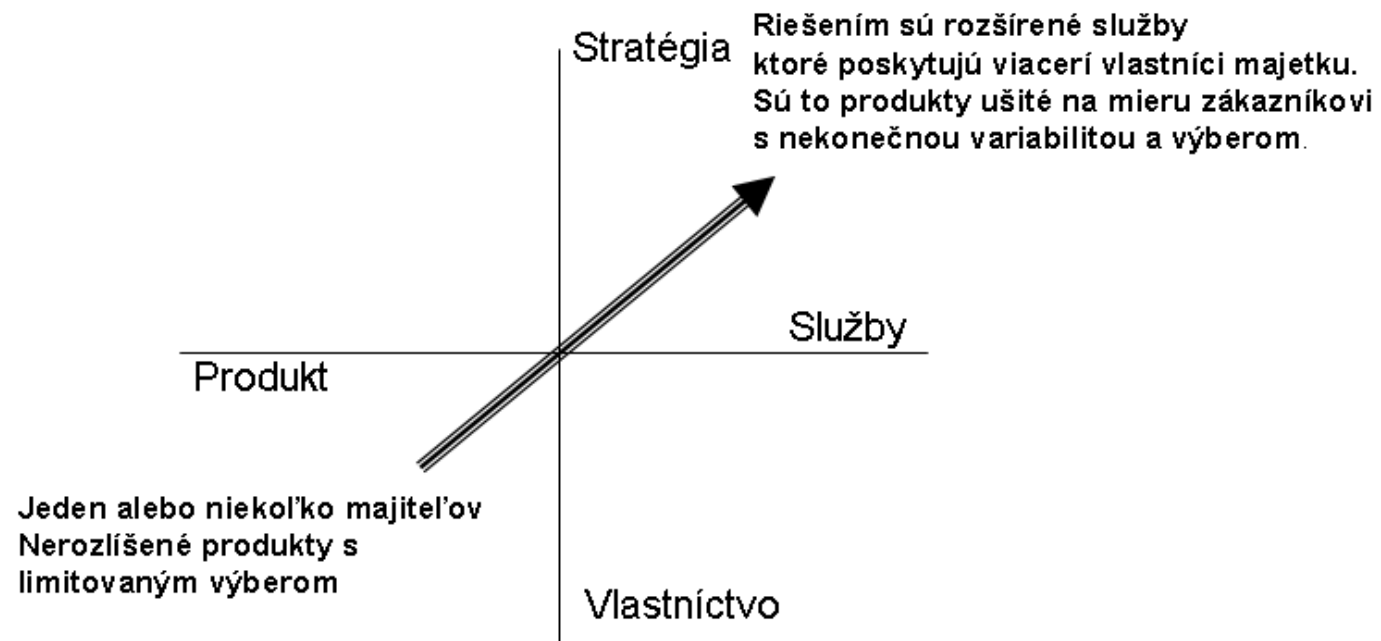 Stratégia
Riešením sú rozšírené služby
ktoré poskytujú viacerí vlastníci majetku.
Sú to produkty ušité na mieru zákazníkovi
s nekonečnou variabilitou a výberom.
Služby
Produkt
Jeden alebo niekoľko majiteľov
Nerozlíšené produkty s
limitovaným výberom
Vlastníctvo